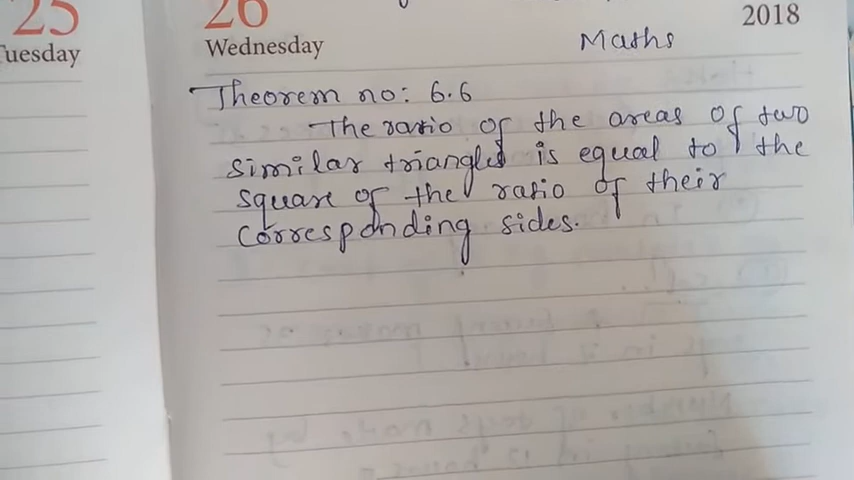 25
Tuesday
26
Wednesday
2018
Maths
Theorem no: 6.6
The ratio of the areas of two
similar triangles is equal to the
square of the ratio of their
corresponding sides.